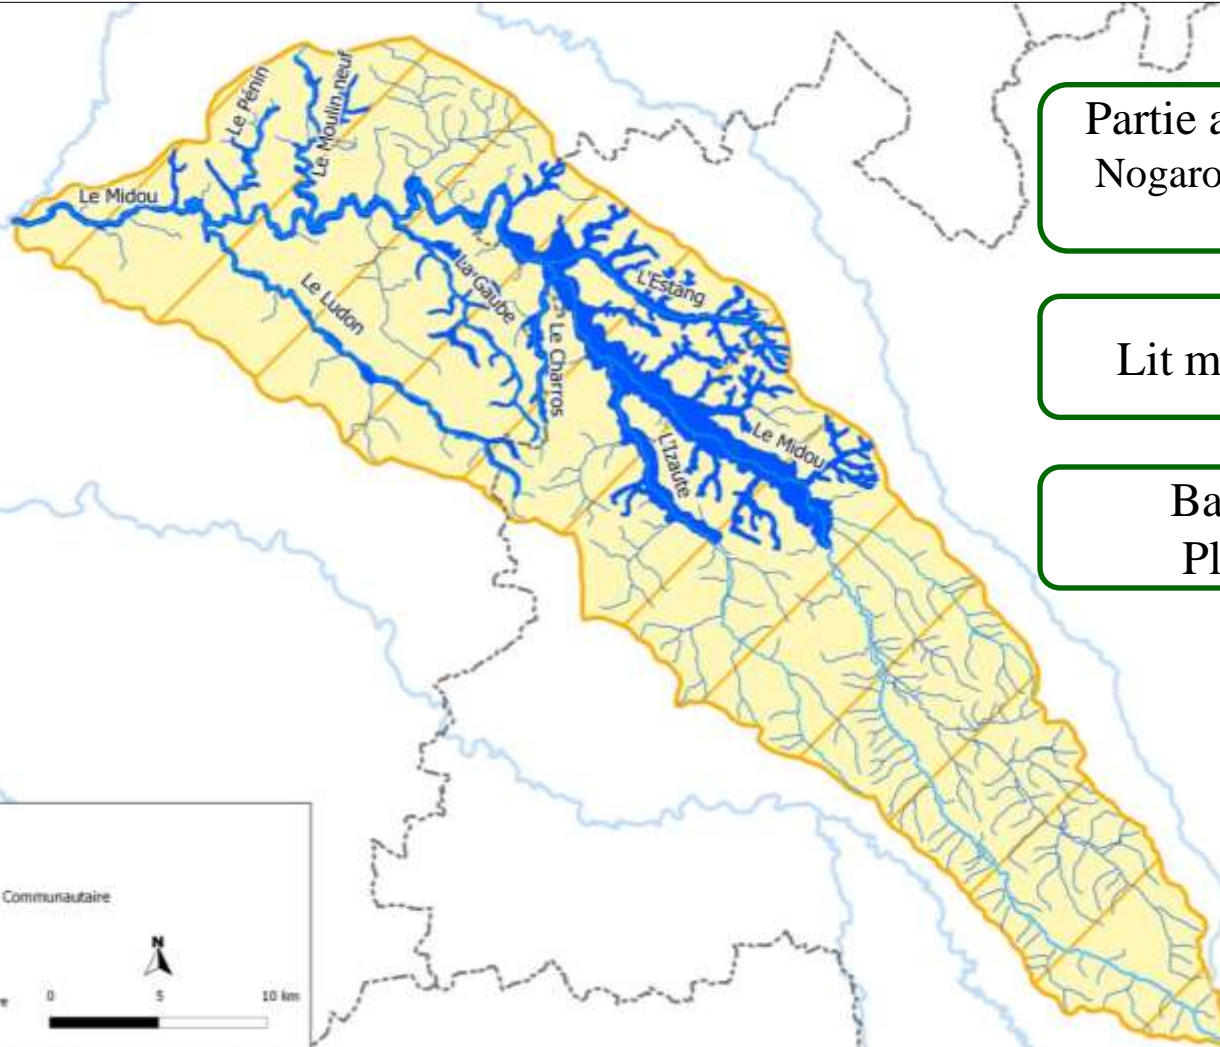 Le Pénin
Le Moulin neuf
Le Midou
Le Ludon
La Gaube
Le Charros
L'Estang
Le Midou
L'Izaute
Partie a
Nogaro
Lit m
Ba
Pl
Communautaire
re
N
0 5 10 km